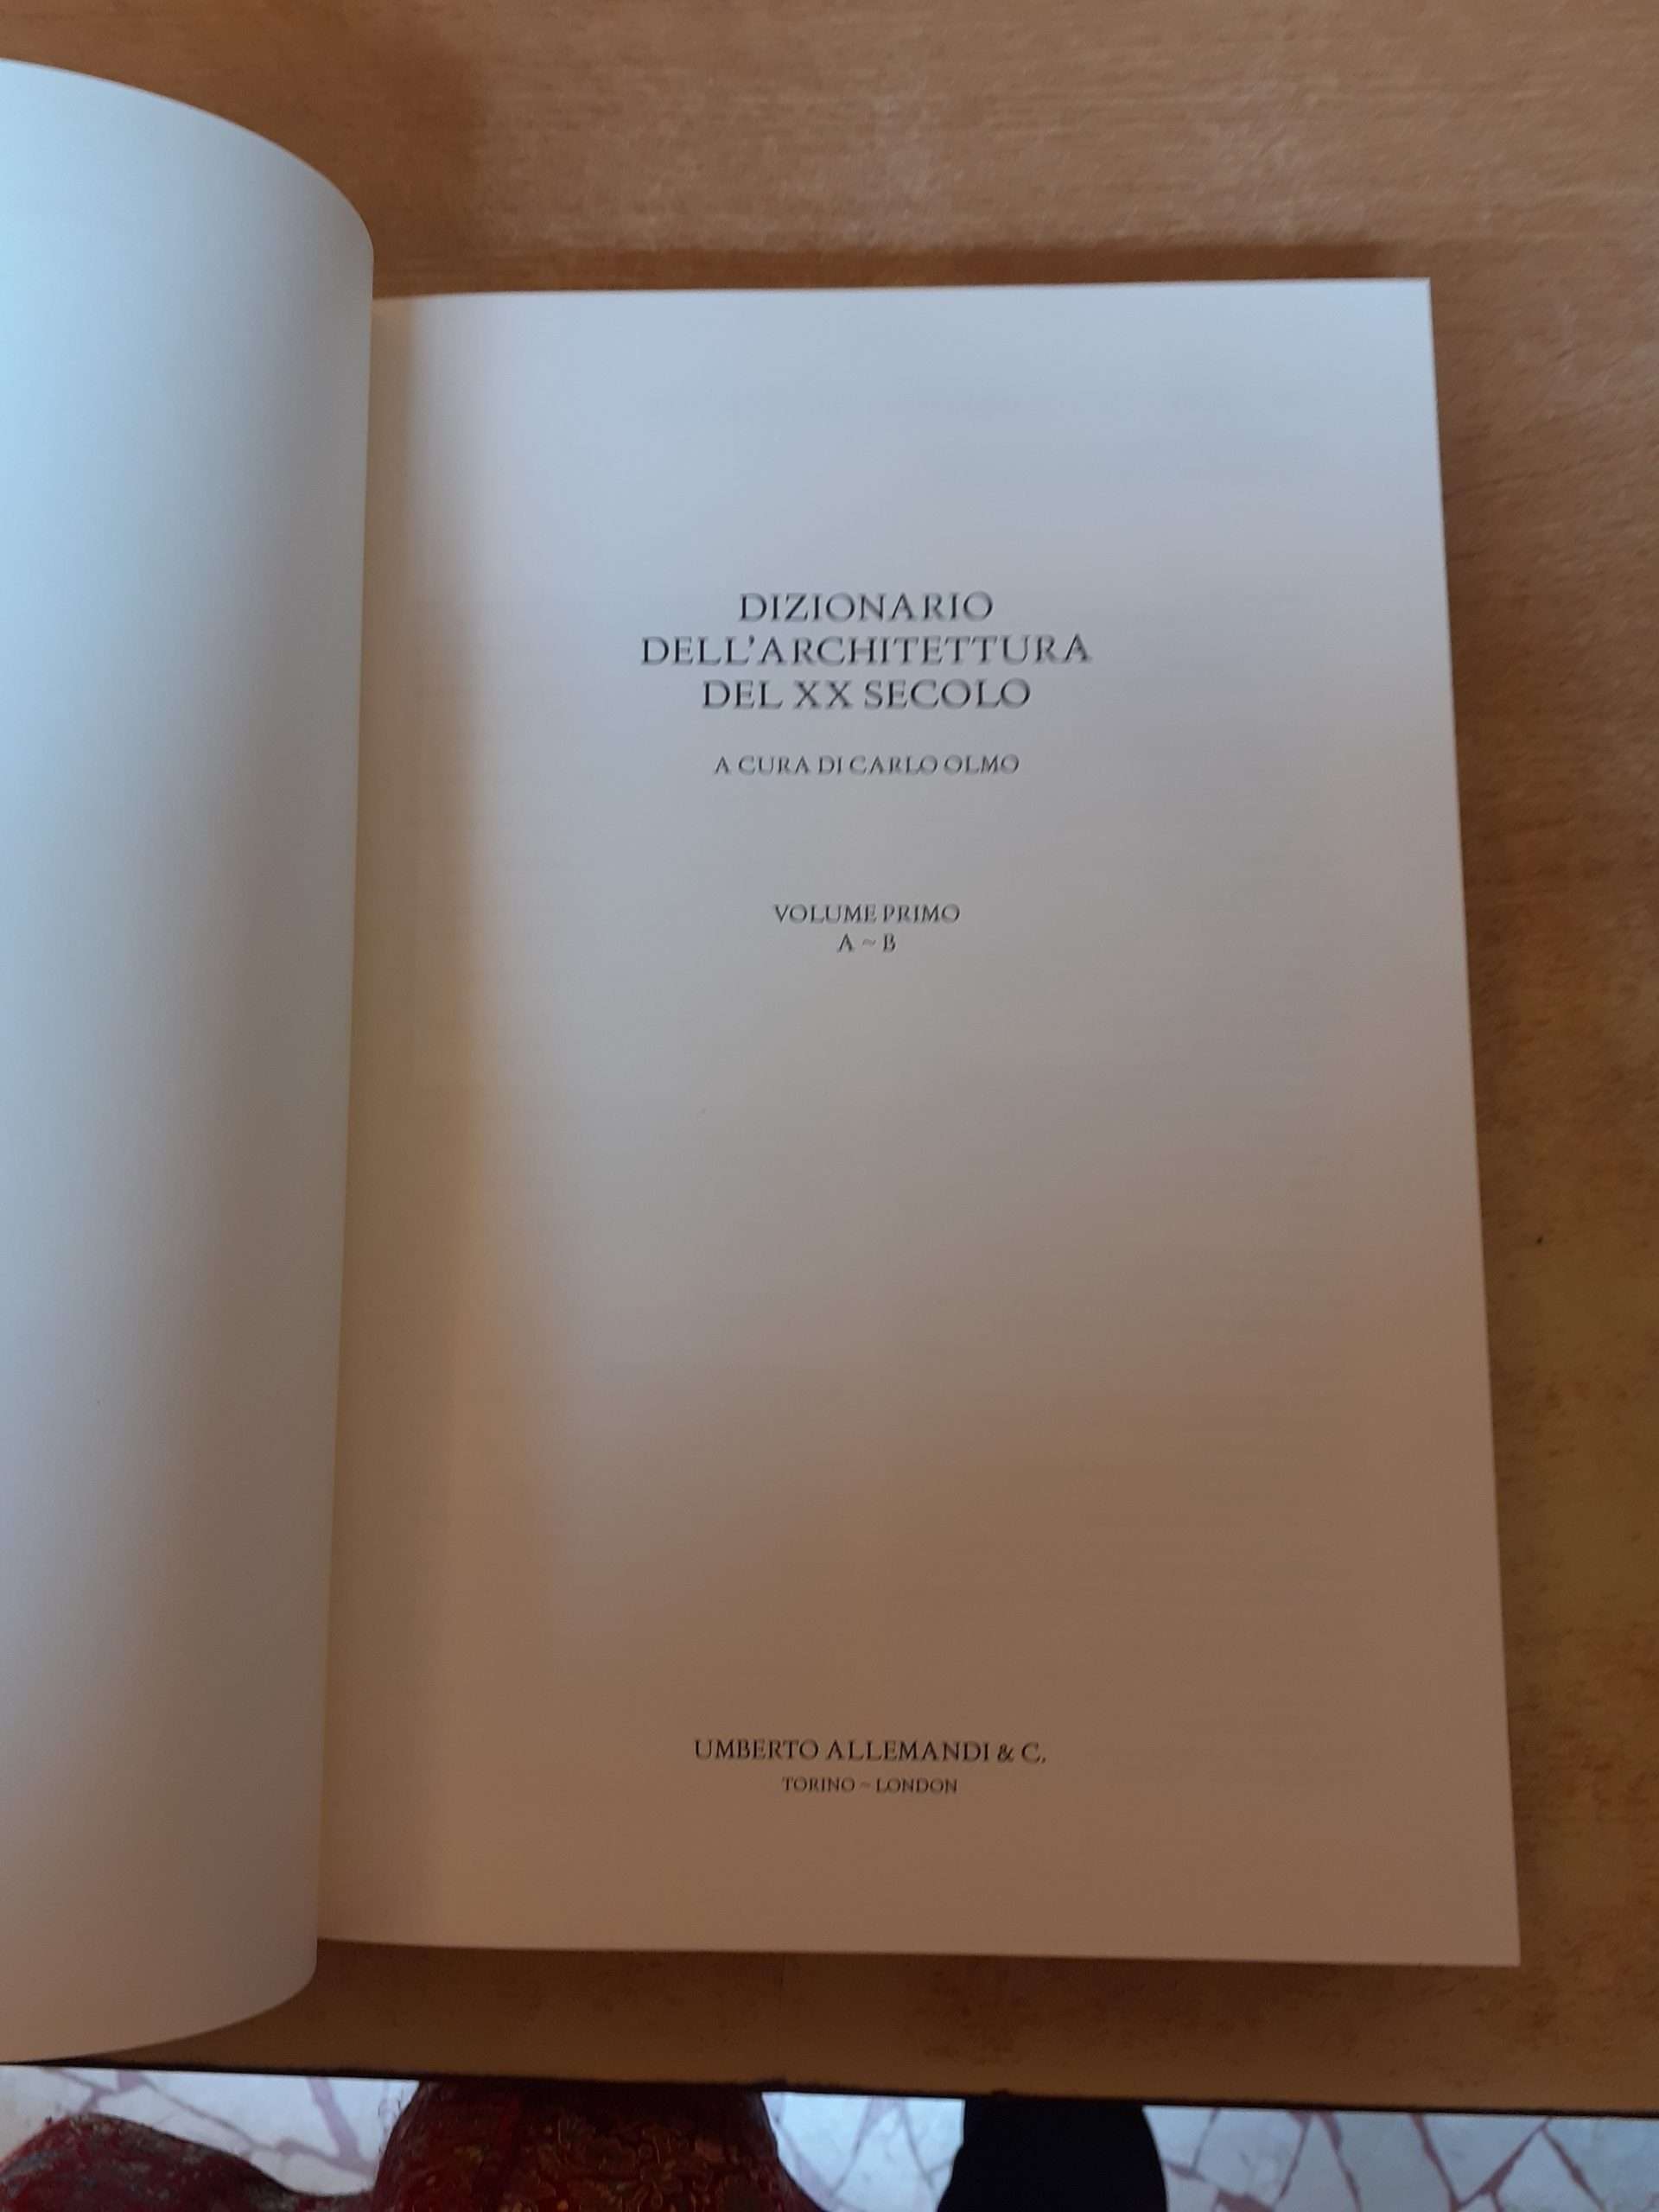 DIZIONARIO
DELL'ARCHITETTURA
DEL XX SECOLO
A CURA DI CARLO OLMO
VOLUME PRIMO
A ~ B
UMBERTO ALLEMANDI & C.
TORINO ~ LONDON